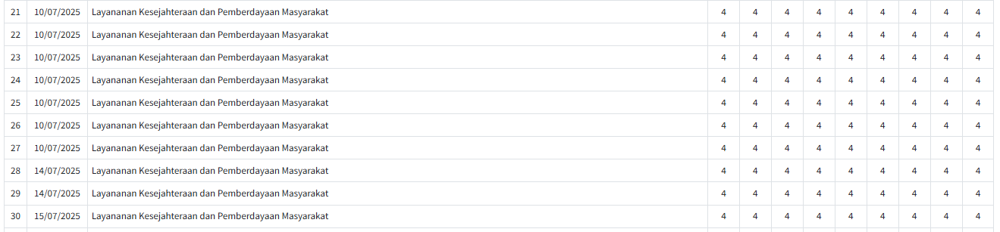 21 10/07/2025 Layananan Kesejahteraan dan Pemberdayaan Masyarakat 4 4 4 4 4 4 4 4 4
22 10/07/2025 Layananan Kesejahteraan dan Pemberdayaan Masyarakat 4 4 4 4 4 4 4 4 4
23 10/07/2025 Layananan Kesejahteraan dan Pemberdayaan Masyarakat 4 4 4 4 4 4 4 4 4
24 10/07/2025 Layananan Kesejahteraan dan Pemberdayaan Masyarakat 4 4 4 4 4 4 4 4 4
25 10/07/2025 Layananan Kesejahteraan dan Pemberdayaan Masyarakat 4 4 4 4 4 4 4 4 4
26 10/07/2025 Layananan Kesejahteraan dan Pemberdayaan Masyarakat 4 4 4 4 4 4 4 4 4
27 10/07/2025 Layananan Kesejahteraan dan Pemberdayaan Masyarakat 4 4 4 4 4 4 4 4 4
28 14/07/2025 Layananan Kesejahteraan dan Pemberdayaan Masyarakat 4 4 4 4 4 4 4 4 4
29 14/07/2025 Layananan Kesejahteraan dan Pemberdayaan Masyarakat 4 4 4 4 4 4 4 4 4
30 15/07/2025 Layananan Kesejahteraan dan Pemberdayaan Masyarakat 4 4 4 4 4 4 4 4 4